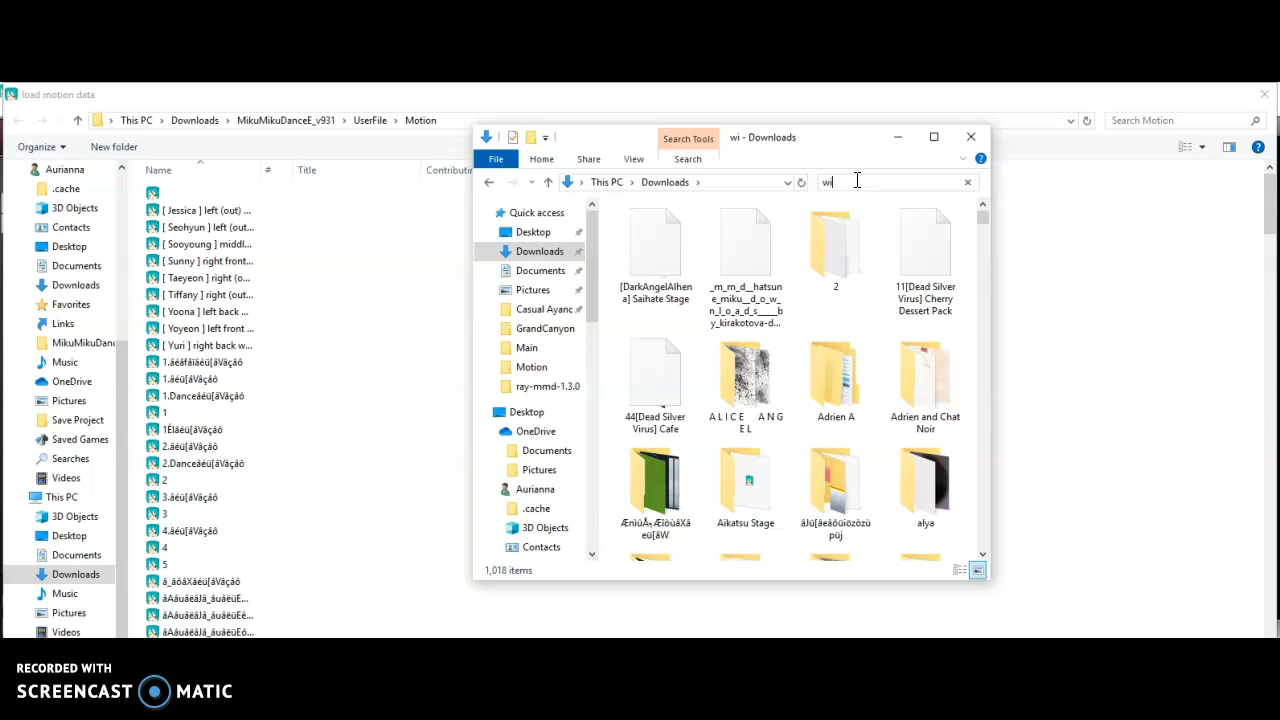 load motion data
This PC > Downloads > MikuMikuDanceE_v931 > UserFile > Motion
Search Motion
Organize
New folder
Aurianna
.cache
3D Objects
Contacts
Desktop
Documents
Downloads
Favorites
Links
MikuMikuDanc
Music
OneDrive
Pictures
Save Project
Saved Games
Searches
Videos
This PC
3D Objects
Desktop
Documents
Downloads
Music
Pictures
Videos
Name
#
Title
Contributing
[ Jessica ] left (out) ...
[ Seohyun ] left (out...
[ Sooyoung ] middl...
[ Sunny ] right front...
[ Taeyeon ] right (o...
[ Tiffany ] right (out...
[ Yoona ] left back ...
[ Yoyeon ] left front ...
[ Yuri ] right back w...
1
2
3
4
5
Search Tools
wi - Downloads
File
Home
Share
View
Search
This PC > Downloads >
wi
Quick access
Desktop
Downloads
Documents
Pictures
Casual Ayanc
GrandCanyon
Main
Motion
ray-mmd-1.3.0
Desktop
OneDrive
Documents
Pictures
Aurianna
.cache
3D Objects
Contacts
[DarkAngelAlhen
a] Saihate Stage
_m_m_d__hatsun
e_miku__d_o_w_
n_l_o_a_d_s____b
y_kirakotova-d...
2
11[Dead Silver
Virus] Cherry
Dessert Pack
44[Dead Silver
Virus] Cafe
A L I C E A N G
E L
Adrien A
Adrien and Chat
Noir
Aikatsu Stage
alya
1,018 items
RECORDED WITH
SCREENCAST MATIC